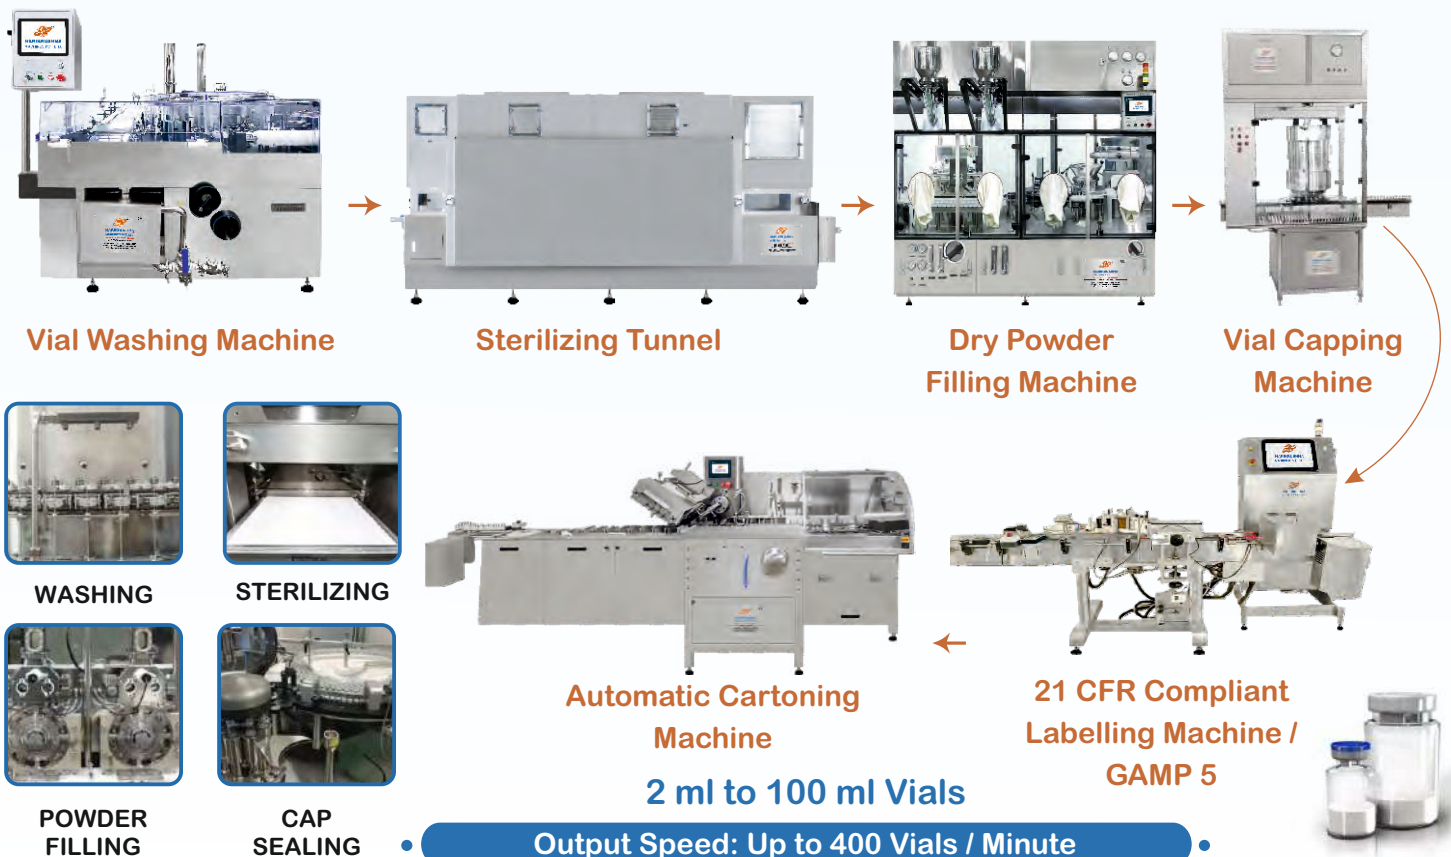 Vial Washing Machine
Sterilizing Tunnel
Dry Powder
Filling Machine
Vial Capping
Machine
WASHING
STERILIZING
POWDER
FILLING
CAP
SEALING
Automatic Cartoning
Machine
21 CFR Compliant
Labelling Machine /
GAMP 5
2 ml to 100 ml Vials
Output Speed: Up to 400 Vials / Minute